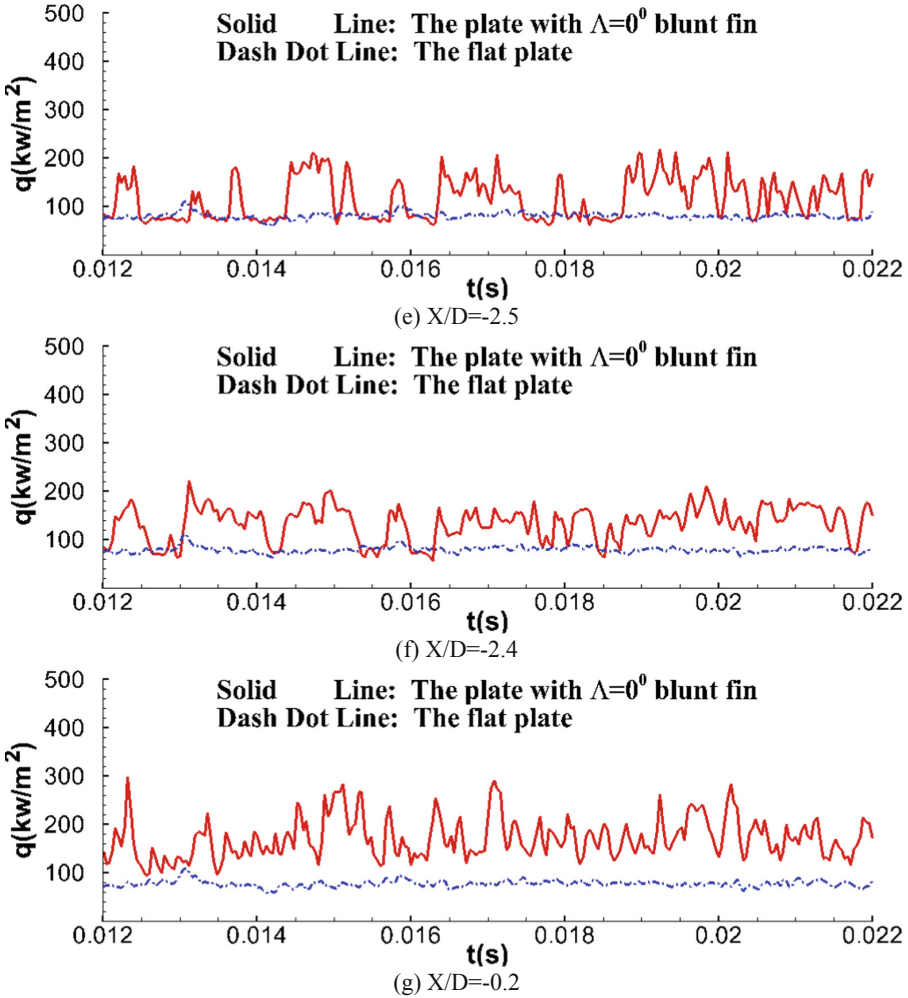 500
Solid Line: The plate with Λ=0⁰ blunt fin
Dash Dot Line: The flat plate
400
300
200
100
q(kw/m²)
0.012 0.014 0.016 0.018 0.02 0.022
t(s)
(e) X/D=-2.5
500
Solid Line: The plate with Λ=0⁰ blunt fin
Dash Dot Line: The flat plate
400
300
200
100
q(kw/m²)
0.012 0.014 0.016 0.018 0.02 0.022
t(s)
(f) X/D=-2.4
500
Solid Line: The plate with Λ=0⁰ blunt fin
Dash Dot Line: The flat plate
400
300
200
100
q(kw/m²)
0.012 0.014 0.016 0.018 0.02 0.022
t(s)
(g) X/D=-0.2